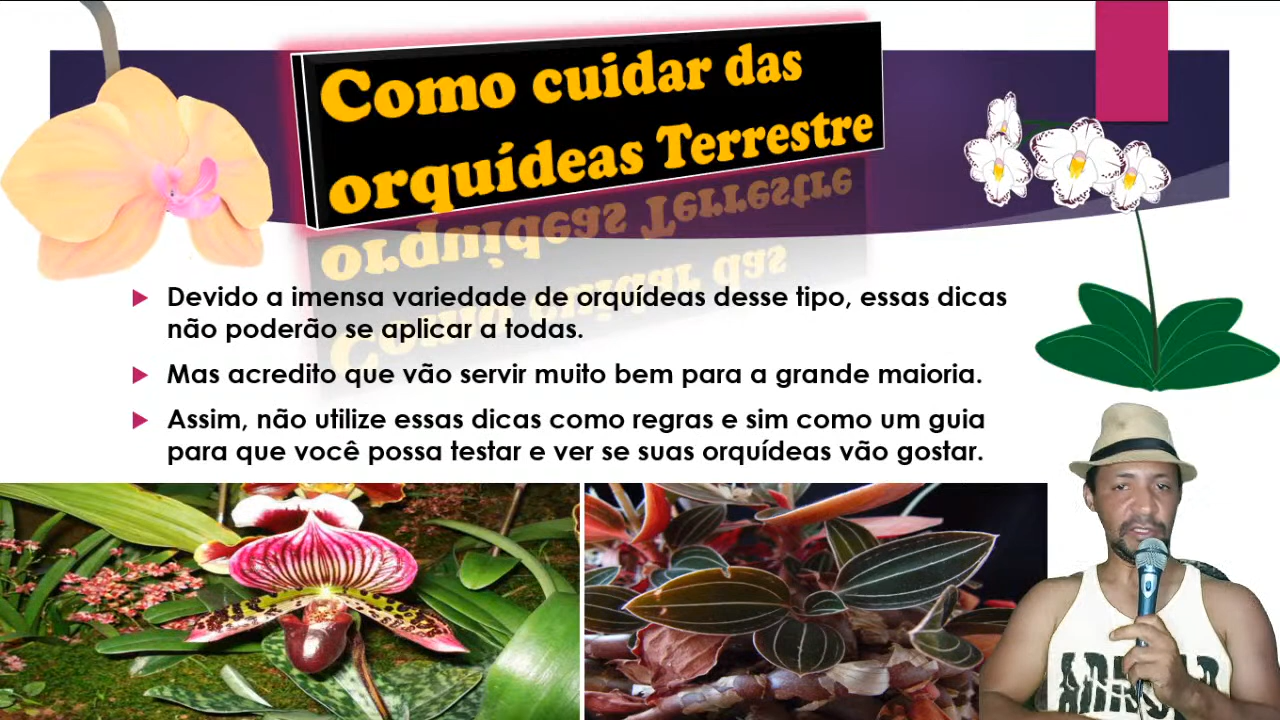 Como cuidar das
orquídeas Terrestre
Devido a imensa variedade de orquídeas desse tipo, essas dicas
não poderão se aplicar a todas.
Mas acredito que vão servir muito bem para a grande maioria.
Assim, não utilize essas dicas como regras e sim como um guia
para que você possa testar e ver se suas orquídeas vão gostar.